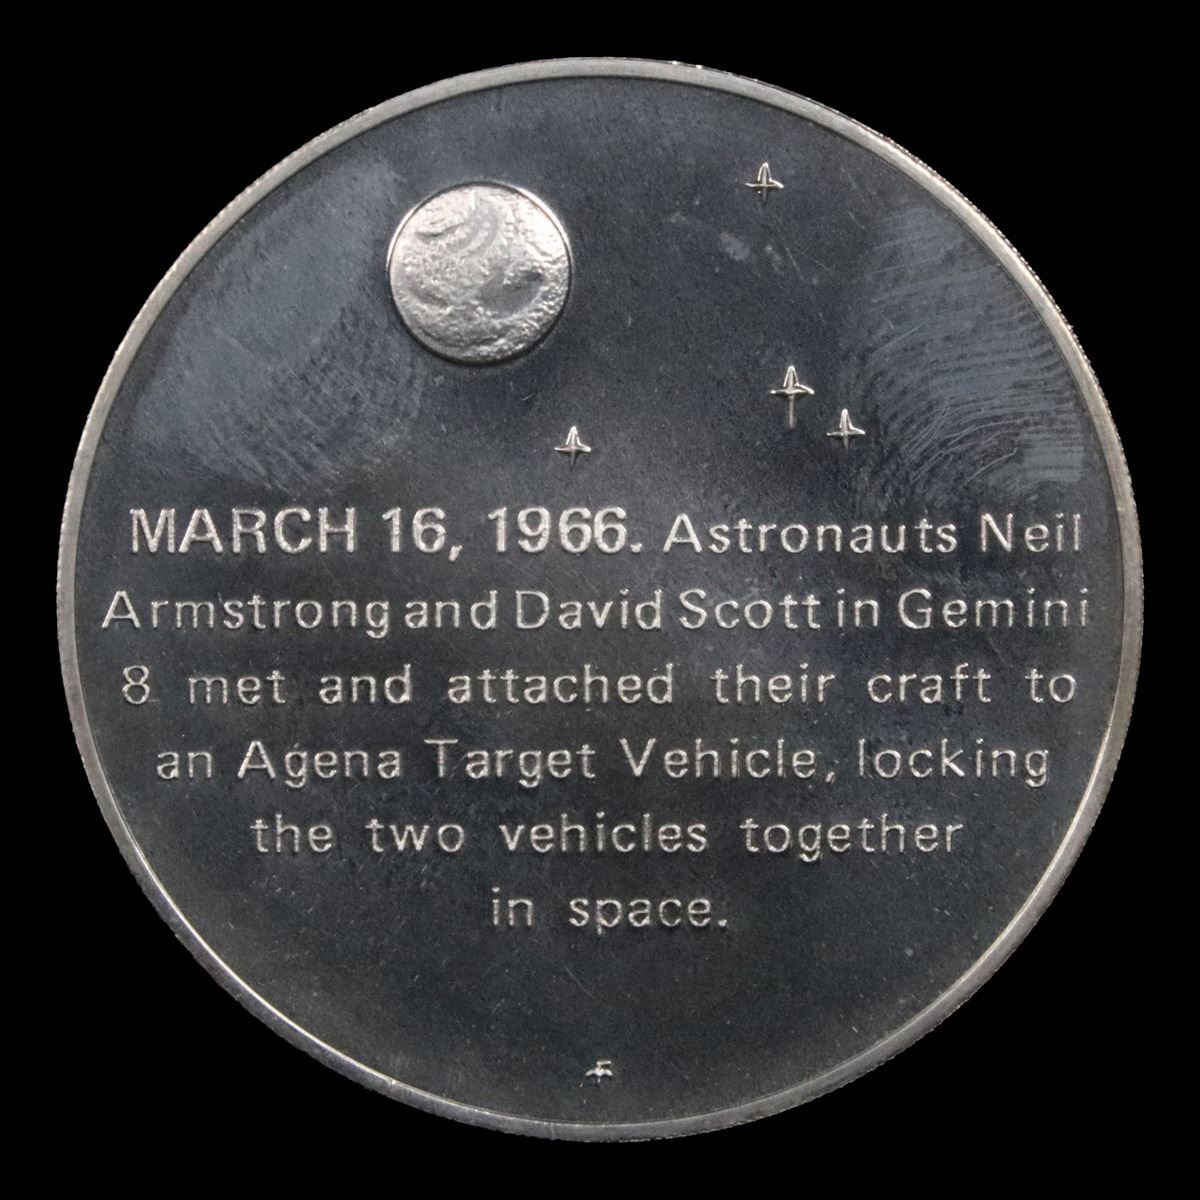 MARCH 16, 1966. Astronauts Neil
Armstrong and David Scott in Gemini
8 met and attached their craft to
an Agena Target Vehicle, locking
the two vehicles together
in space.